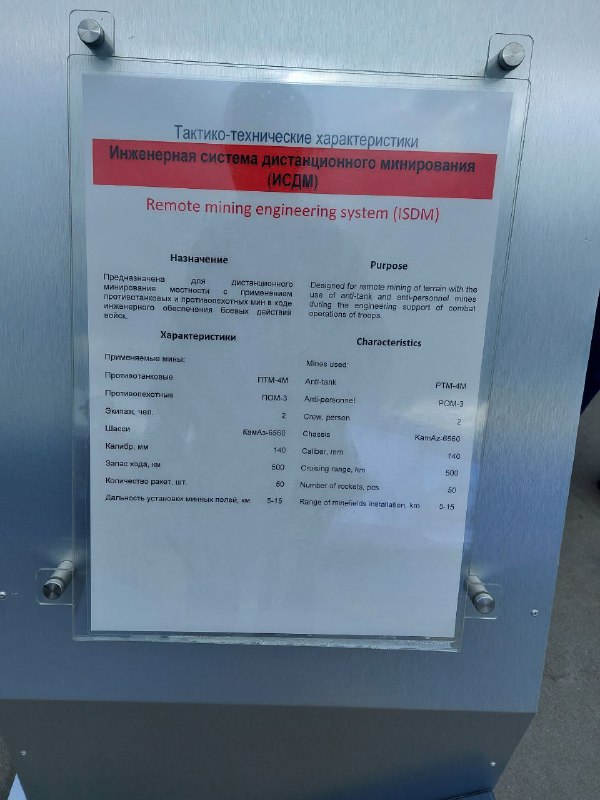 Тактико-технические характеристики
Инженерная система дистанционного минирования
(ИСДМ)
Remote mining engineering system (ISDM)
Назначение
Предназначена для дистанционного
минирования местности с применением
противотанковых и противопехотных мин в ходе
инженерного обеспечения боевых действий
войск.
Характеристики
Применяемые мины:
Противотанковые ПТМ-4М
Противопехотные ПОМ-3
Экипаж, чел. 2
Шасси КамАз-6560
Калибр, мм 140
Запас хода, км 500
Количество ракет, шт. 50
Дальность установки минных полей, км 5-15
Purpose
Designed for remote mining of terrain with the
use of anti-tank and anti-personnel mines
during the engineering support of combat
operations of troops.
Characteristics
Mines used:
Anti-tank PTM-4M
Anti-personnel POM-3
Crew, person 2
Chassis KamAz-6560
Caliber, mm 140
Cruising range, km 500
Number of rockets, pcs 50
Range of minefields installation, km 5-15